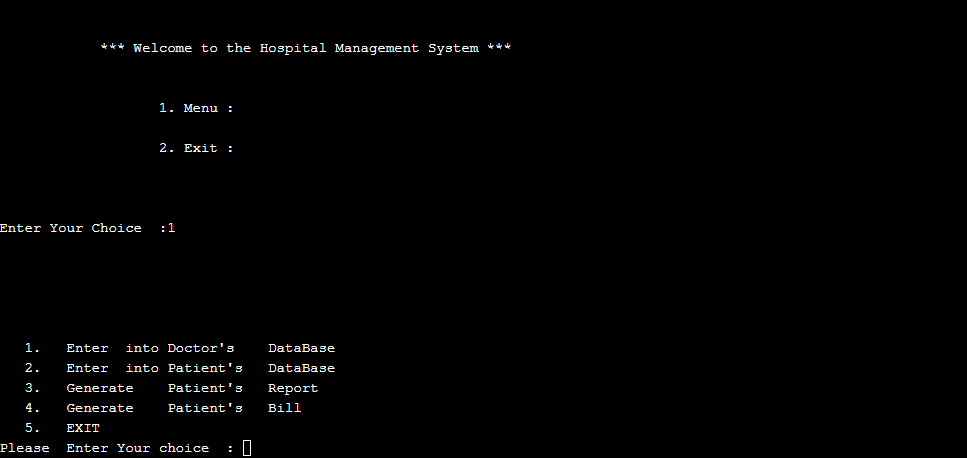 *** Welcome to the Hospital Management System ***
1. Menu :
2. Exit :
Enter Your Choice  :1
1.   Enter  into Doctor's    DataBase
2.   Enter  into Patient's   DataBase
3.   Generate    Patient's   Report
4.   Generate    Patient's   Bill
5.   EXIT
Please  Enter Your choice  :